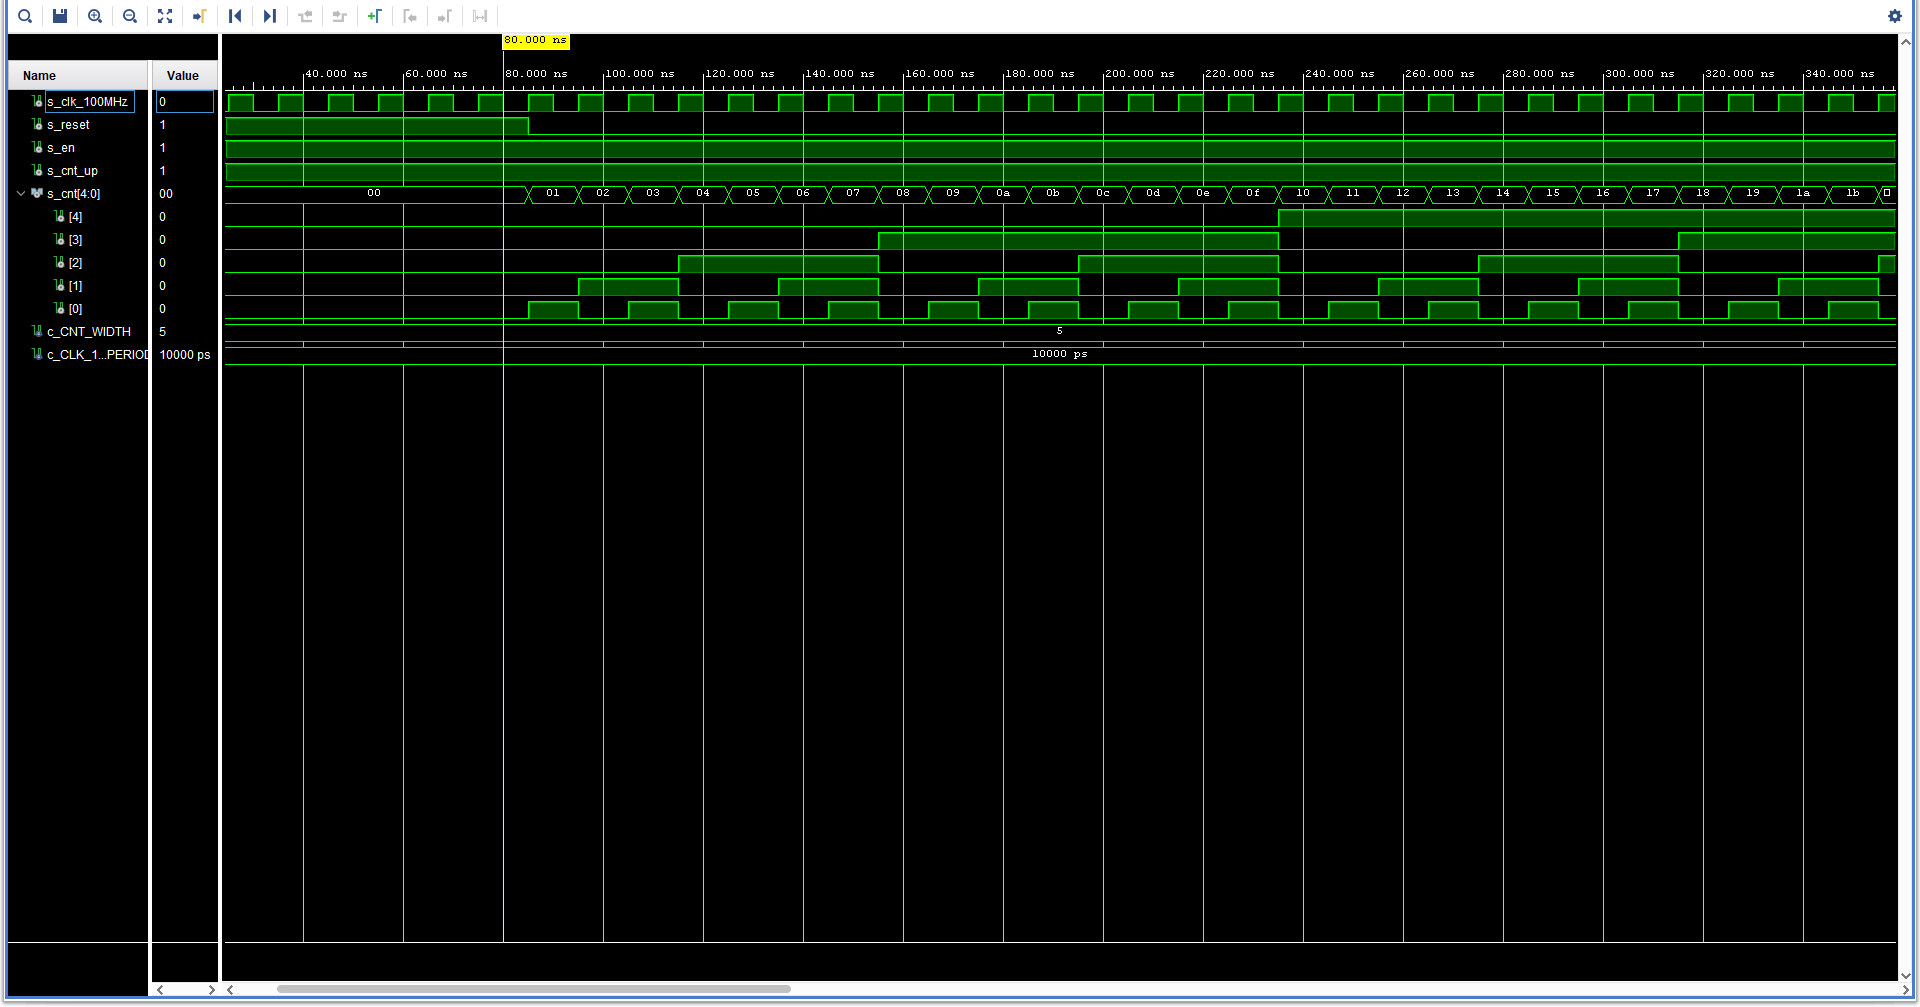 80.000 ns
Name Value
40.000 ns 60.000 ns 80.000 ns 100.000 ns 120.000 ns 140.000 ns 160.000 ns 180.000 ns 200.000 ns 220.000 ns 240.000 ns 260.000 ns 280.000 ns 300.000 ns 320.000 ns 340.000 ns
s_clk_100MHz 0
s_reset 1
s_en 1
s_cnt_up 1
s_cnt[4:0] 00 00 01 02 03 04 05 06 07 08 09 0a 0b 0c 0d 0e 0f 10 11 12 13 14 15 16 17 18 19 1a 1b
[4] 0
[3] 0
[2] 0
[1] 0
[0] 0
c_CNT_WIDTH 5 5
c_CLK_1...PERIOD 10000 ps 10000 ps